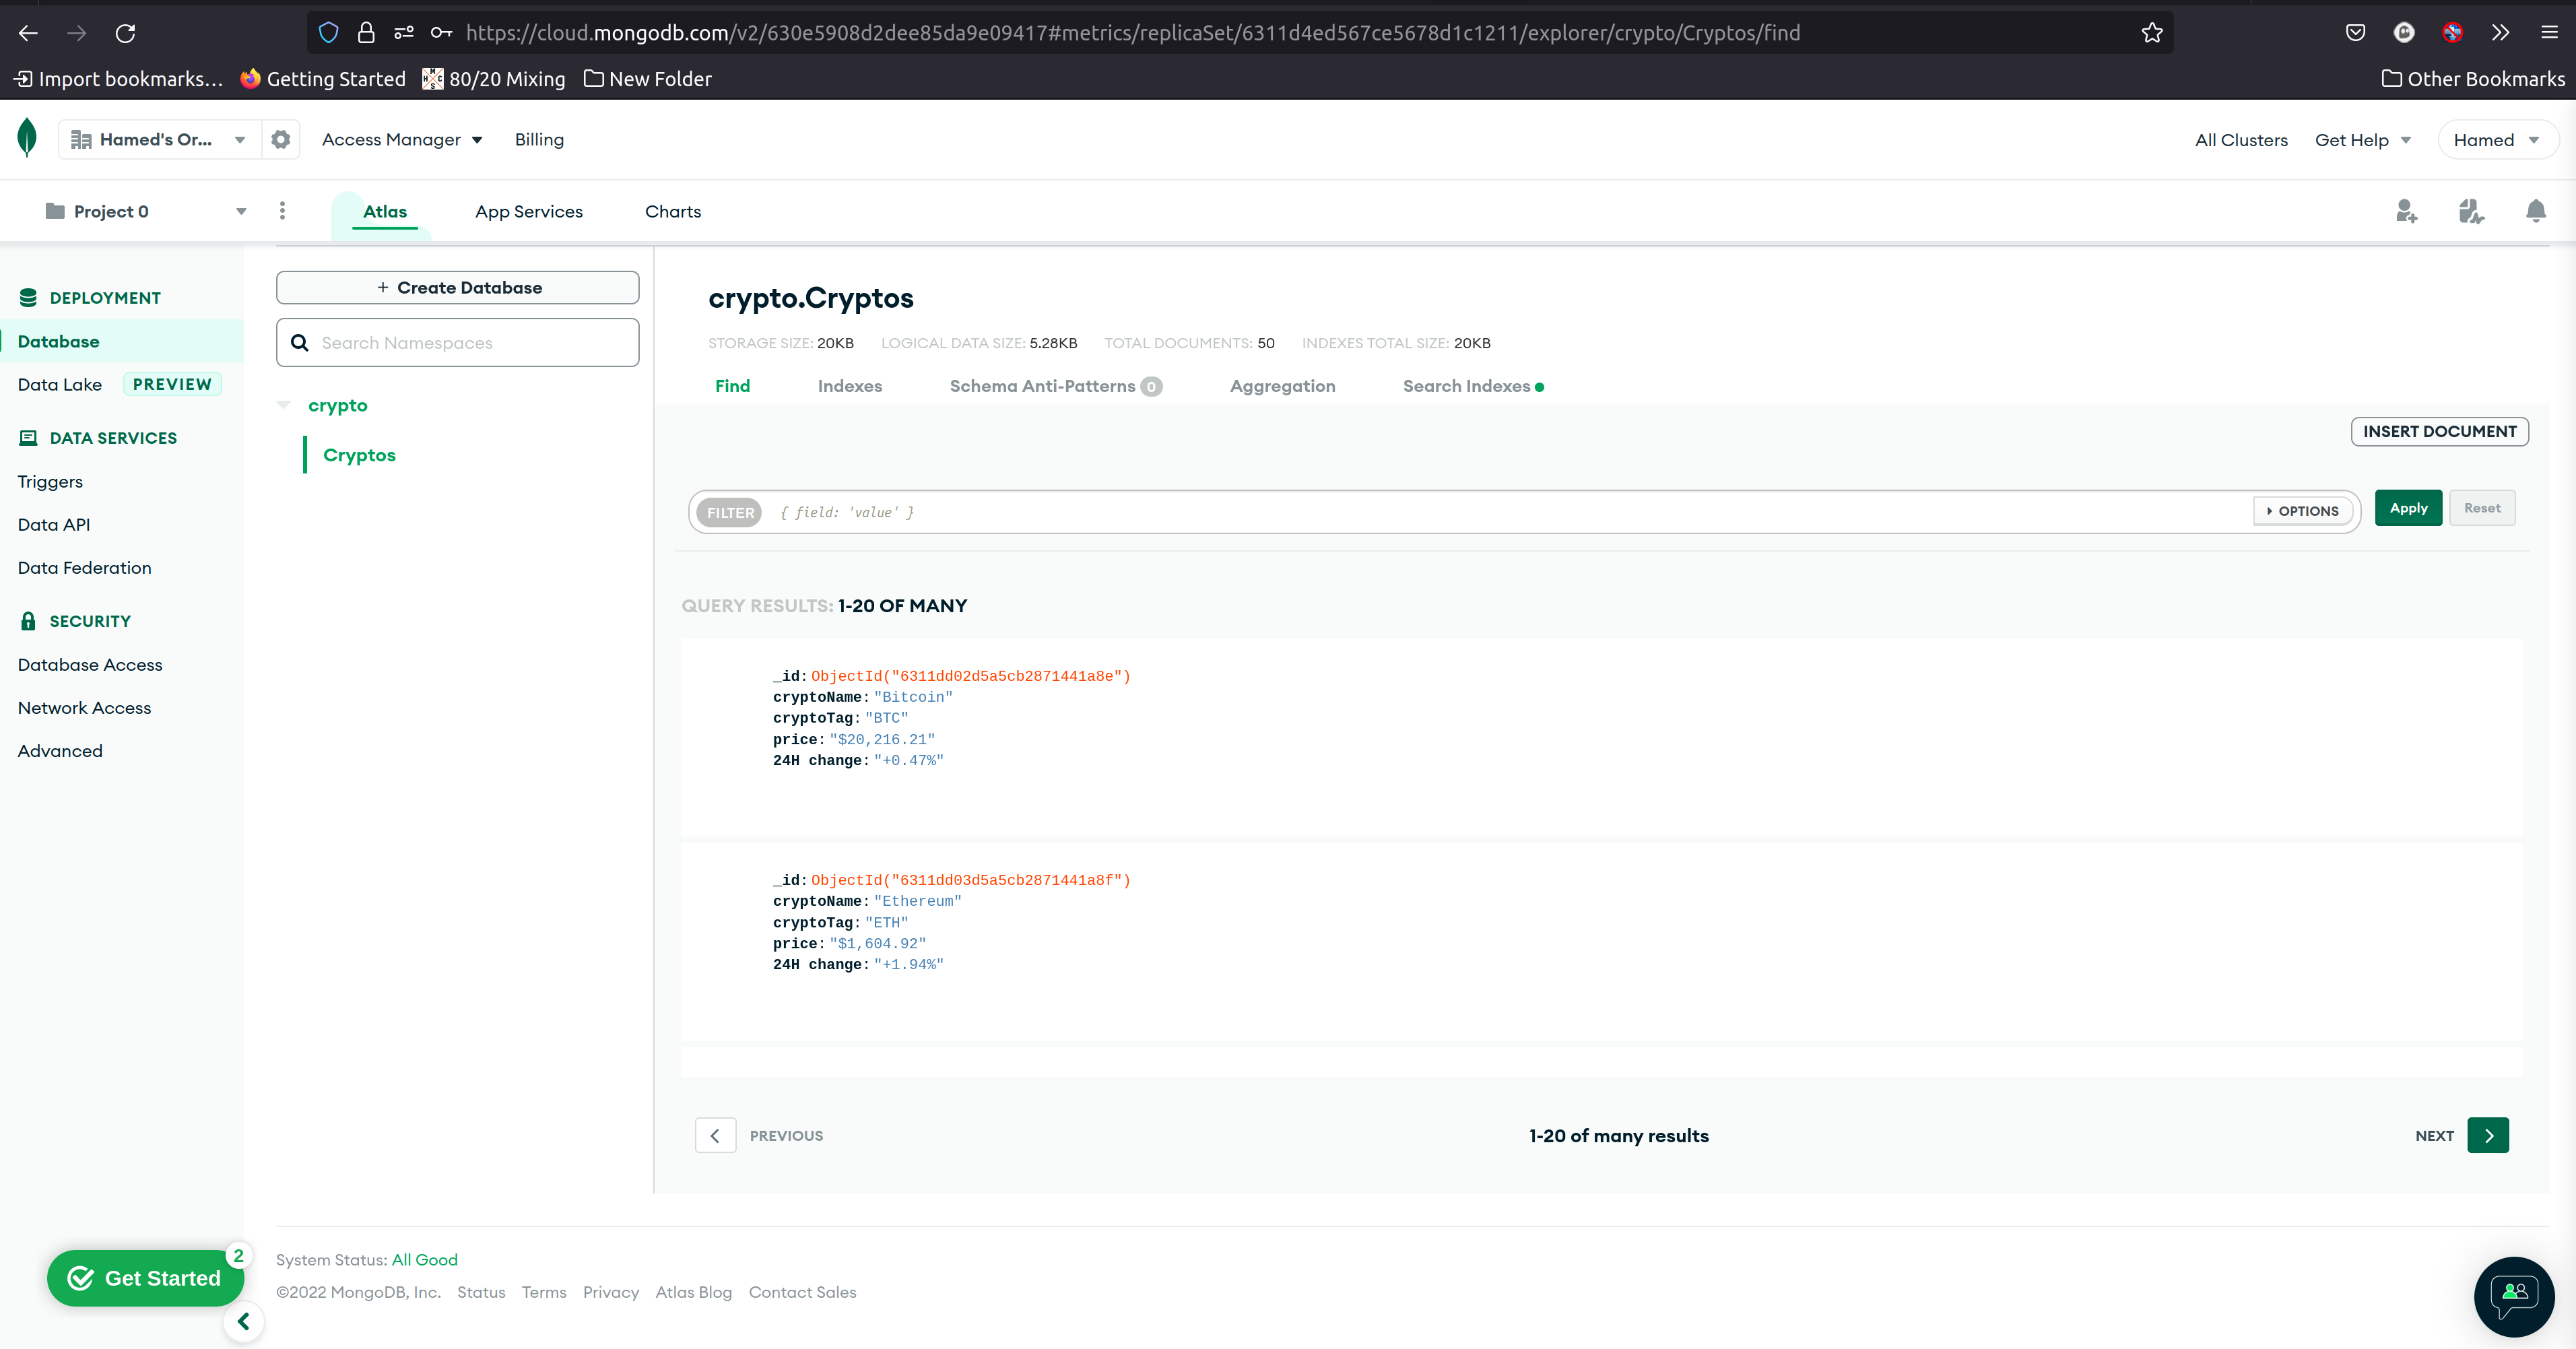 https://cloud.mongodb.com/v2/630e5908d2dee85da9e09417#metrics/replicaSet/6311d4ed567ce5678d1c1211/explorer/crypto/Cryptos/find
Import bookmarks… Getting Started 80/20 Mixing New Folder Other Bookmarks
Hamed's Or... Access Manager Billing All Clusters Get Help Hamed
Project 0 Atlas App Services Charts
DEPLOYMENT
Database
Data Lake PREVIEW
DATA SERVICES
Triggers
Data API
Data Federation
SECURITY
Database Access
Network Access
Advanced
+ Create Database
Search Namespaces
crypto
Cryptos
crypto.Cryptos
STORAGE SIZE: 20KB LOGICAL DATA SIZE: 5.28KB TOTAL DOCUMENTS: 50 INDEXES TOTAL SIZE: 20KB
Find Indexes Schema Anti-Patterns 0 Aggregation Search Indexes
INSERT DOCUMENT
FILTER { field: 'value' } OPTIONS Apply Reset
QUERY RESULTS: 1-20 OF MANY
_id: ObjectId("6311dd02d5a5cb2871441a8e")
cryptoName: "Bitcoin"
cryptoTag: "BTC"
price: "$20,216.21"
24H change: "+0.47%"
_id: ObjectId("6311dd03d5a5cb2871441a8f")
cryptoName: "Ethereum"
cryptoTag: "ETH"
price: "$1,604.92"
24H change: "+1.94%"
PREVIOUS 1-20 of many results NEXT
System Status: All Good
©2022 MongoDB, Inc. Status Terms Privacy Atlas Blog Contact Sales
Get Started 2